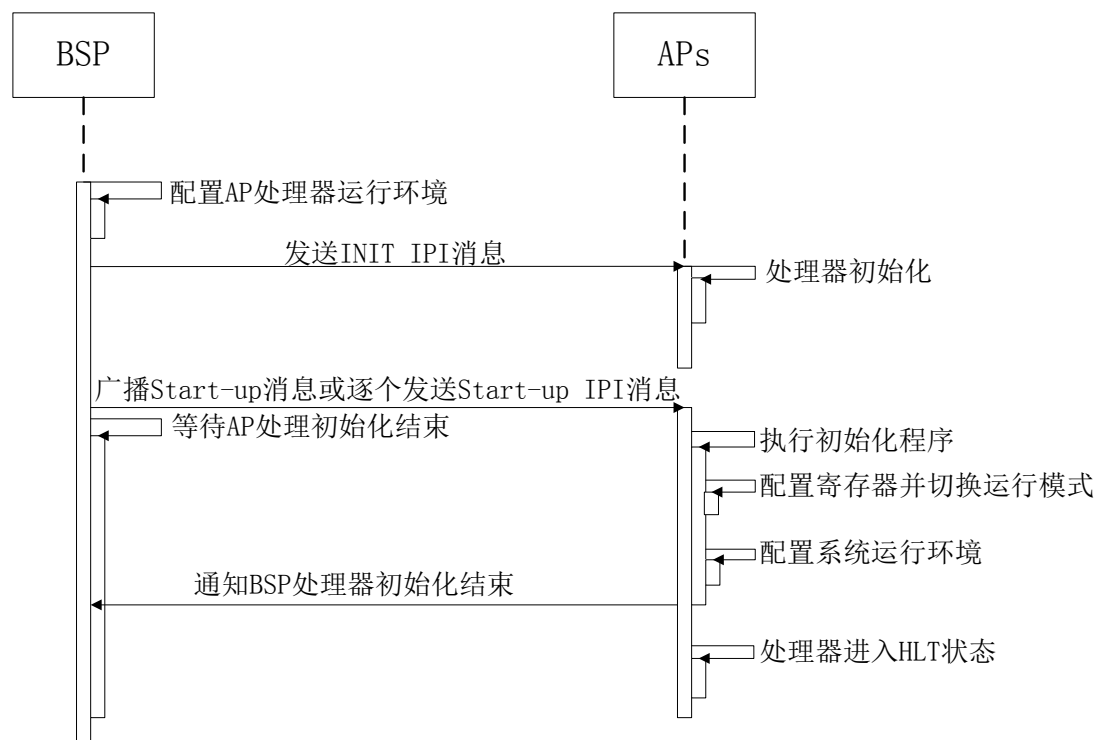 BSP
APs
配置AP处理器运行环境
发送INIT IPI消息
处理器初始化
广播Start-up消息或逐个发送Start-up IPI消息
等待AP处理初始化结束
执行初始化程序
配置寄存器并切换运行模式
配置系统运行环境
通知BSP处理器初始化结束
处理器进入HLT状态